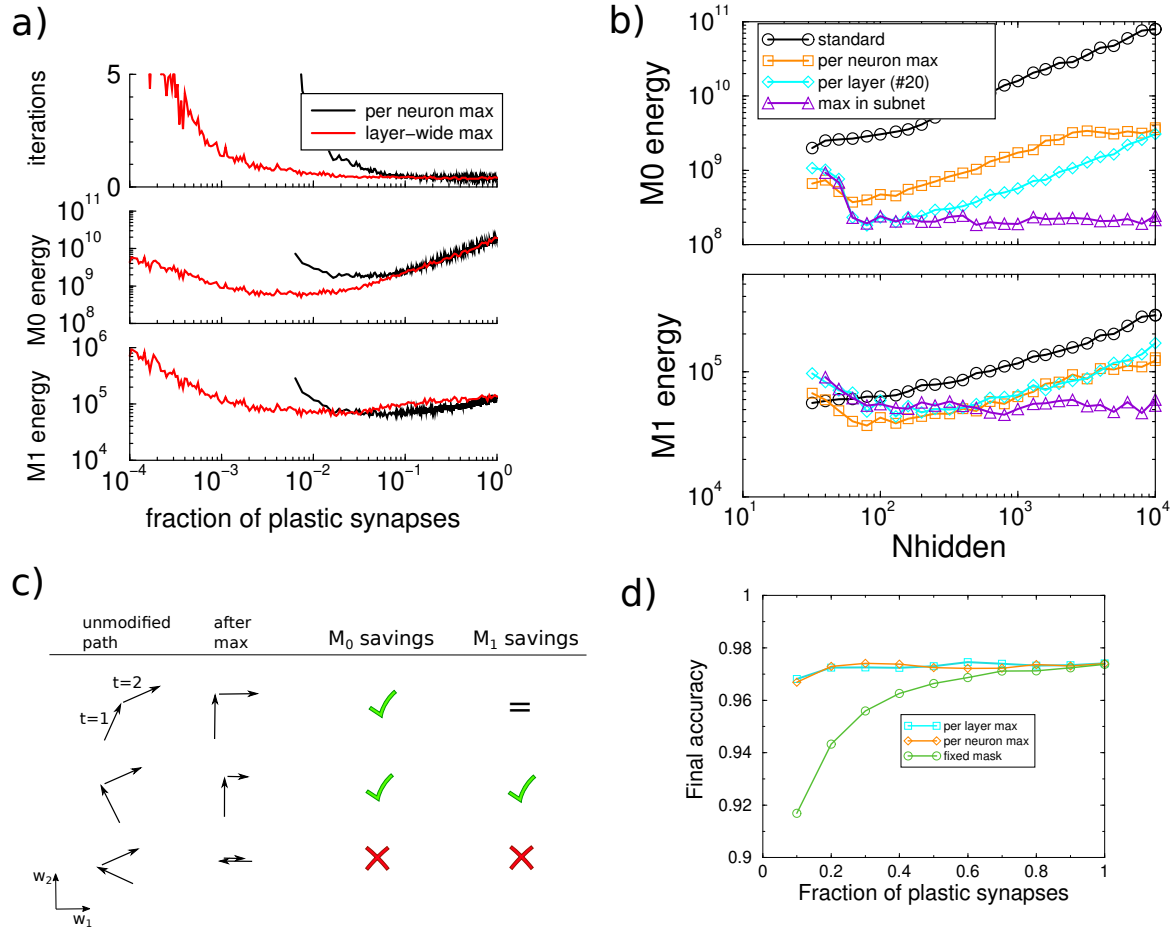 a)
iterations
5
0
per neuron max
layer-wide max
M0 energy
10^11
10^10
10^9
10^8
M1 energy
10^6
10^5
10^4
10^-4
10^-3
10^-2
10^-1
10^0
fraction of plastic synapses
b)
M0 energy
10^11
10^10
10^9
10^8
standard
per neuron max
per layer (#20)
max in subnet
M1 energy
10^5
10^4
10^1
10^2
10^3
10^4
Nhidden
c)
unmodified path
after max
M_0 savings
M_1 savings
t=2
t=1
=
w_2
w_1
d)
Final accuracy
1
0.98
0.96
0.94
0.92
0.9
per layer max
per neuron max
fixed mask
0
0.2
0.4
0.6
0.8
1
Fraction of plastic synapses